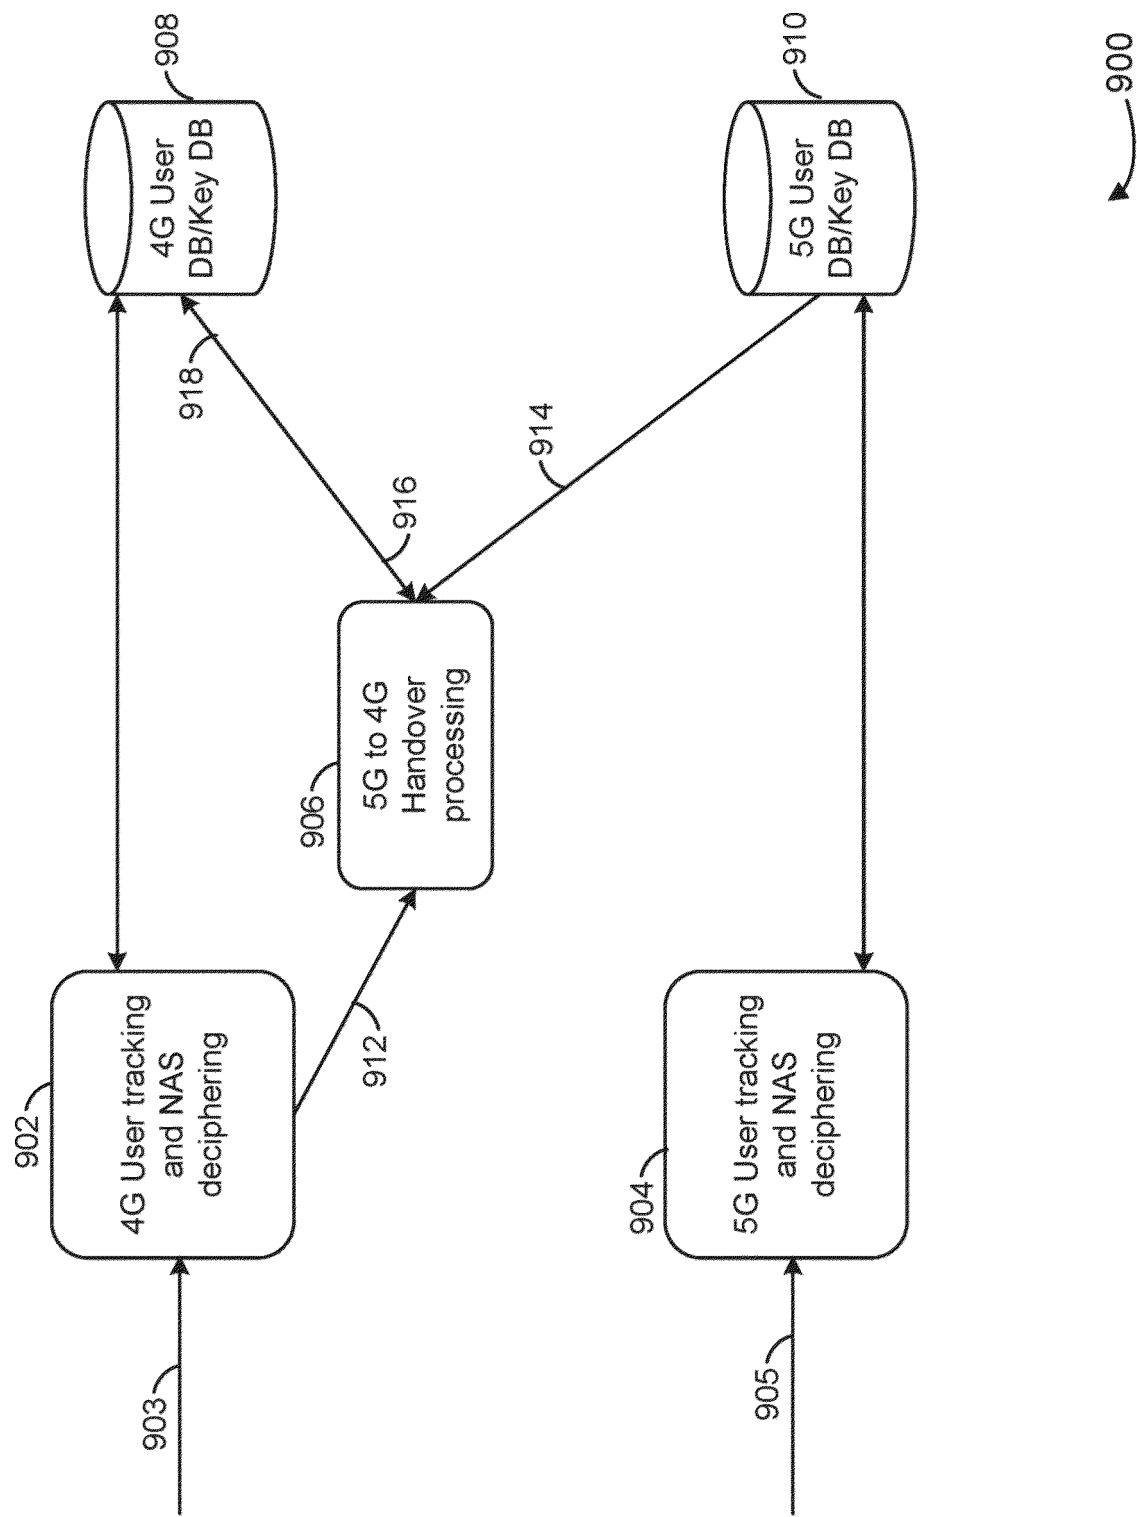 903
902
4G User tracking
and NAS
deciphering
912
906
5G to 4G
Handover
processing
916
918
908
4G User
DB/Key DB
905
904
5G User tracking
and NAS
deciphering
914
910
5G User
DB/Key DB
900